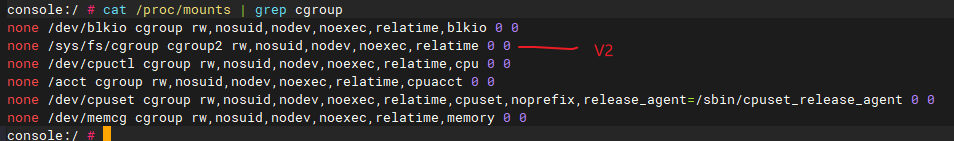 console:/ # cat /proc/mounts | grep cgroup
none /dev/blkio cgroup rw,nosuid,nodev,noexec,relatime,blkio 0 0
none /sys/fs/cgroup cgroup2 rw,nosuid,nodev,noexec,relatime 0 0 V2
none /dev/cpuctl cgroup rw,nosuid,nodev,noexec,relatime,cpu 0 0
none /acct cgroup rw,nosuid,nodev,noexec,relatime,cpuacct 0 0
none /dev/cpuset cgroup rw,nosuid,nodev,noexec,relatime,cpuset,noprefix,release_agent=/sbin/cpuset_release_agent 0 0
none /dev/memcg cgroup rw,nosuid,nodev,noexec,relatime,memory 0 0
console:/ #